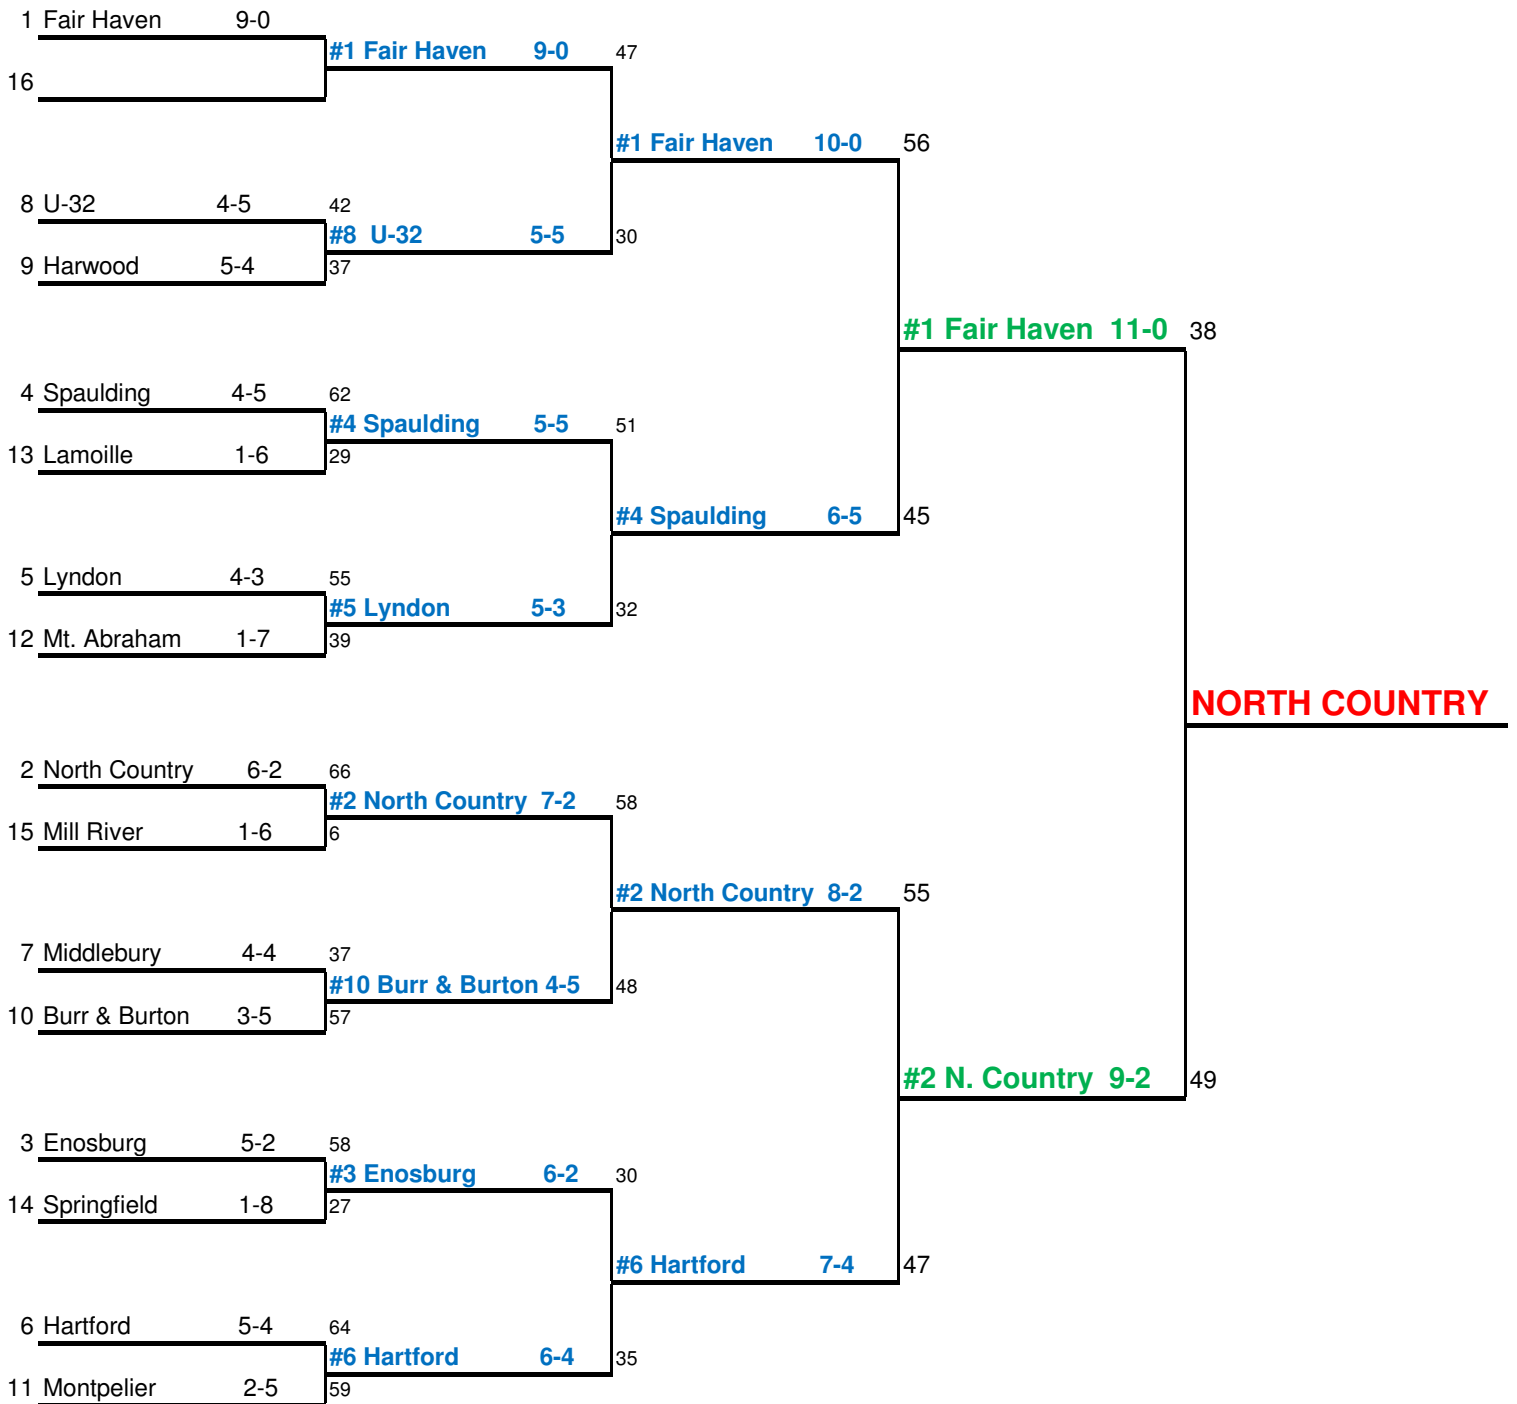 1 Fair Haven 9-0
#1 Fair Haven 9-0 47
16
#1 Fair Haven 10-0 56
8 U-32 4-5 42
#8 U-32 5-5 30
9 Harwood 5-4 37
#1 Fair Haven 11-0 38
4 Spaulding 4-5 62
#4 Spaulding 5-5 51
13 Lamoille 1-6 29
#4 Spaulding 6-5 45
5 Lyndon 4-3 55
#5 Lyndon 5-3 32
12 Mt. Abraham 1-7 39
NORTH COUNTRY
2 North Country 6-2 66
#2 North Country 7-2 58
15 Mill River 1-6 6
#2 North Country 8-2 55
7 Middlebury 4-4 37
#10 Burr & Burton 4-5 48
10 Burr & Burton 3-5 57
#2 N. Country 9-2 49
3 Enosburg 5-2 58
#3 Enosburg 6-2 30
14 Springfield 1-8 27
#6 Hartford 7-4 47
6 Hartford 5-4 64
#6 Hartford 6-4 35
11 Montpelier 2-5 59